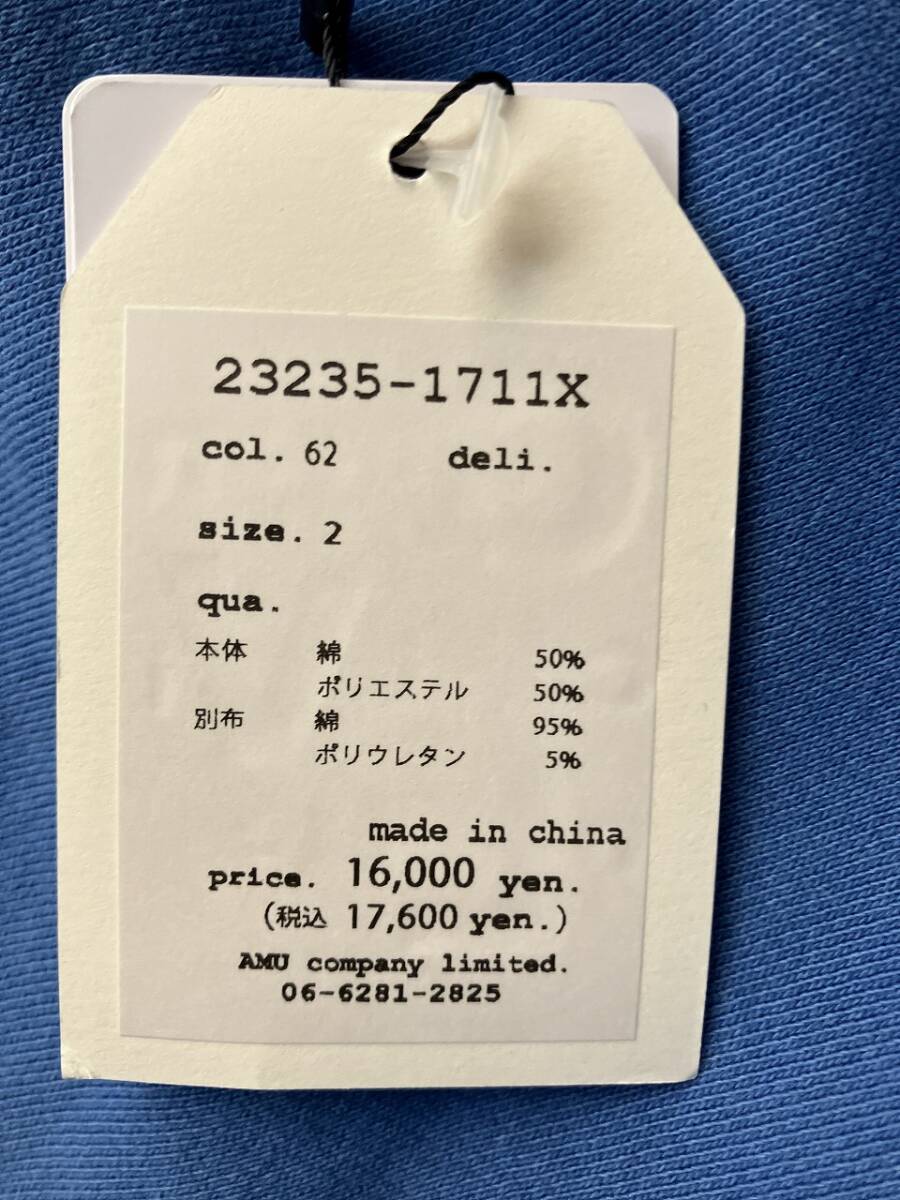 23235-1711X
col. 62 deli.
size. 2
qua.
本体 綿 50%
ポリエステル 50%
別布 綿 95%
ポリウレタン 5%
made in china
price. 16,000 yen.
(税込 17,600 yen.)
AMU company limited.
06-6281-2825